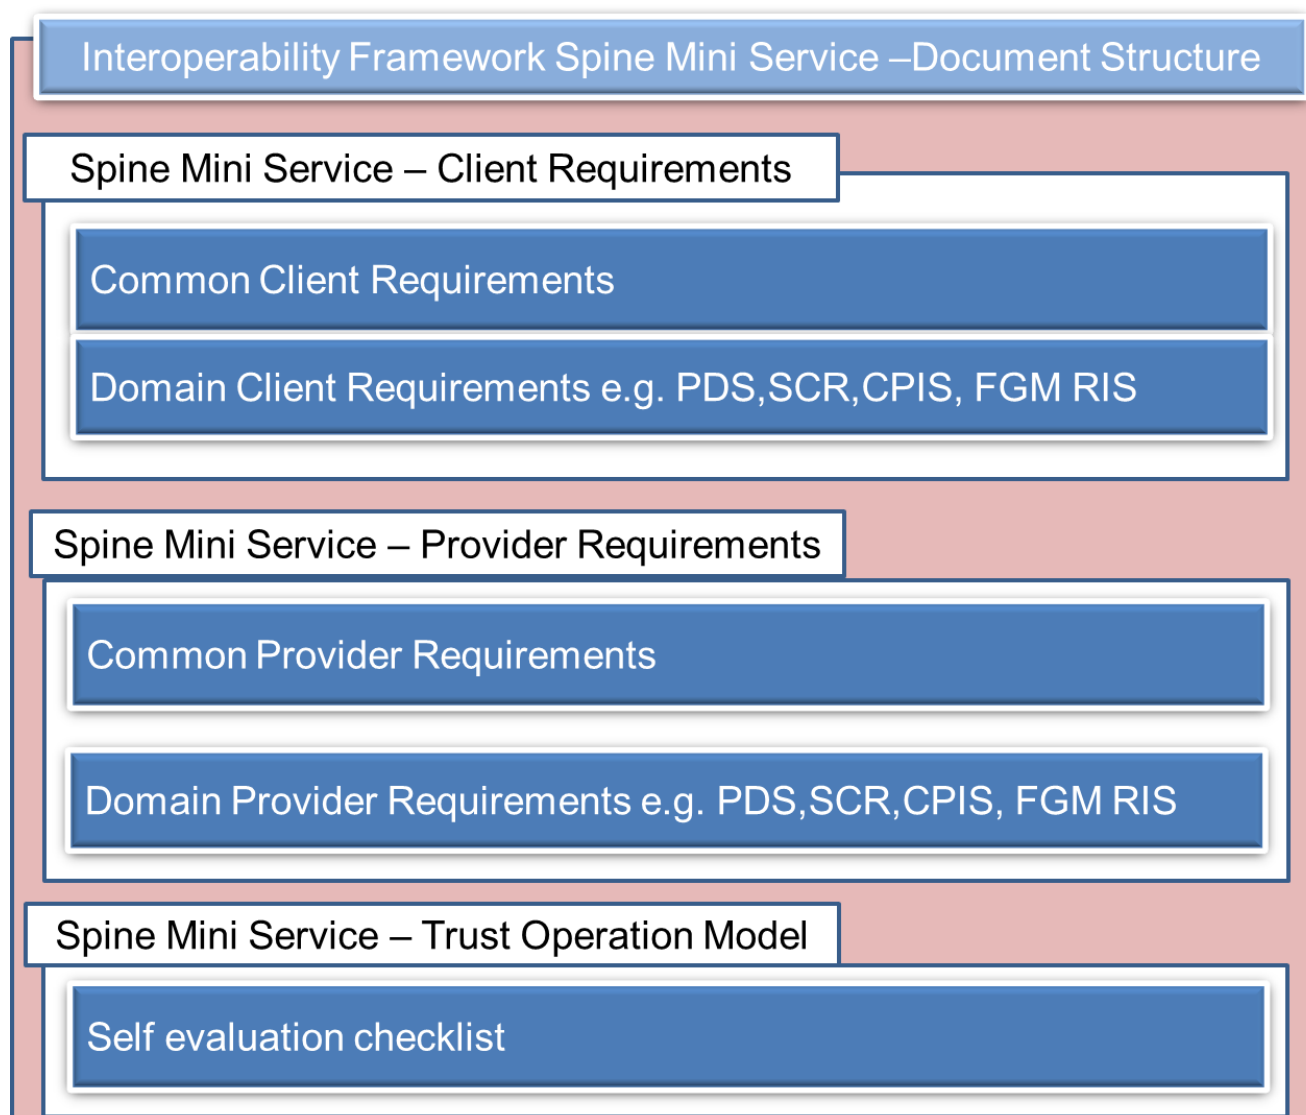 Interoperability Framework Spine Mini Service –Document Structure
Spine Mini Service – Client Requirements
Common Client Requirements
Domain Client Requirements e.g. PDS,SCR,CPIS, FGM RIS
Spine Mini Service – Provider Requirements
Common Provider Requirements
Domain Provider Requirements e.g. PDS,SCR,CPIS, FGM RIS
Spine Mini Service – Trust Operation Model
Self evaluation checklist